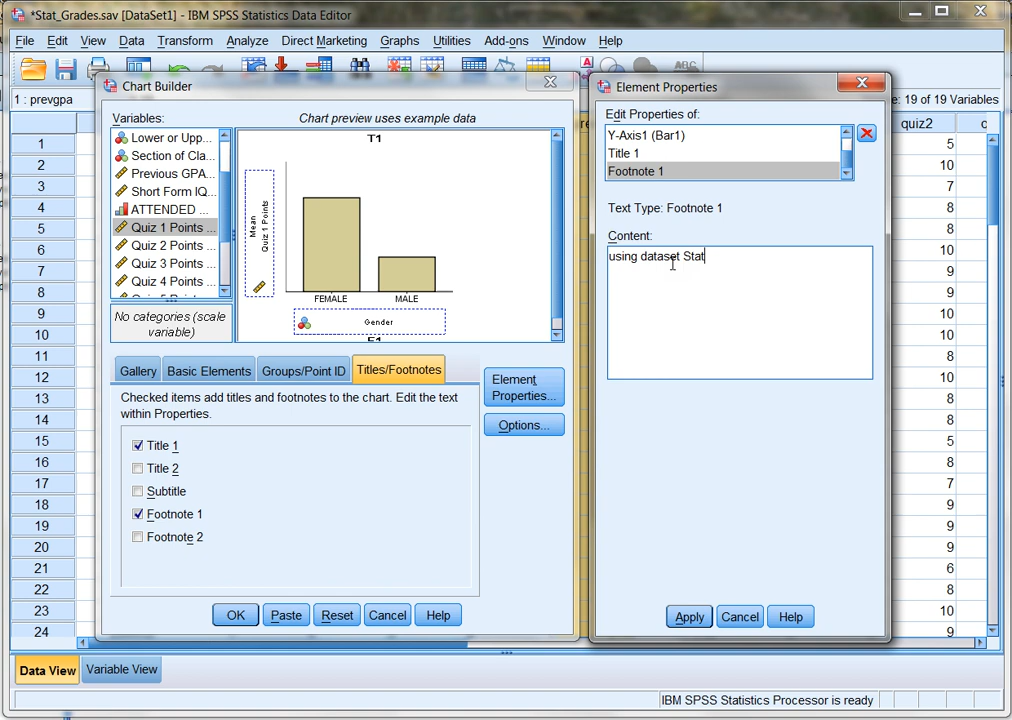 *Stat_Grades.sav [DataSet1] - IBM SPSS Statistics Data Editor
File Edit View Data Transform Analyze Direct Marketing Graphs Utilities Add-ons Window Help
1 : prevgpa
e: 19 of 19 Variables
Chart Builder
Variables:
Lower or Upp...
Section of Cla...
Previous GPA...
Short Form IQ...
ATTENDED ...
Quiz 1 Points ...
Quiz 2 Points ...
Quiz 3 Points ...
Quiz 4 Points ...
No categories (scale
variable)
Chart preview uses example data
T1
Mean
Quiz 1 Points
FEMALE MALE
Gender
Gallery Basic Elements Groups/Point ID Titles/Footnotes
Checked items add titles and footnotes to the chart. Edit the text
within Properties.
Title 1
Title 2
Subtitle
Footnote 1
Footnote 2
Element
Properties...
Options...
OK Paste Reset Cancel Help
Element Properties
Edit Properties of:
Y-Axis1 (Bar1)
Title 1
Footnote 1
Text Type: Footnote 1
Content:
using dataset Stat
Apply Cancel Help
quiz2
1 5
2 10
3 7
4 8
5 8
6 10
7 9
8 9
9 10
10 10
11 8
12 10
13 8
14 8
15 5
16 8
17 7
18 9
19 9
20 9
21 6
22 8
23 10
24 9
Data View Variable View
IBM SPSS Statistics Processor is ready